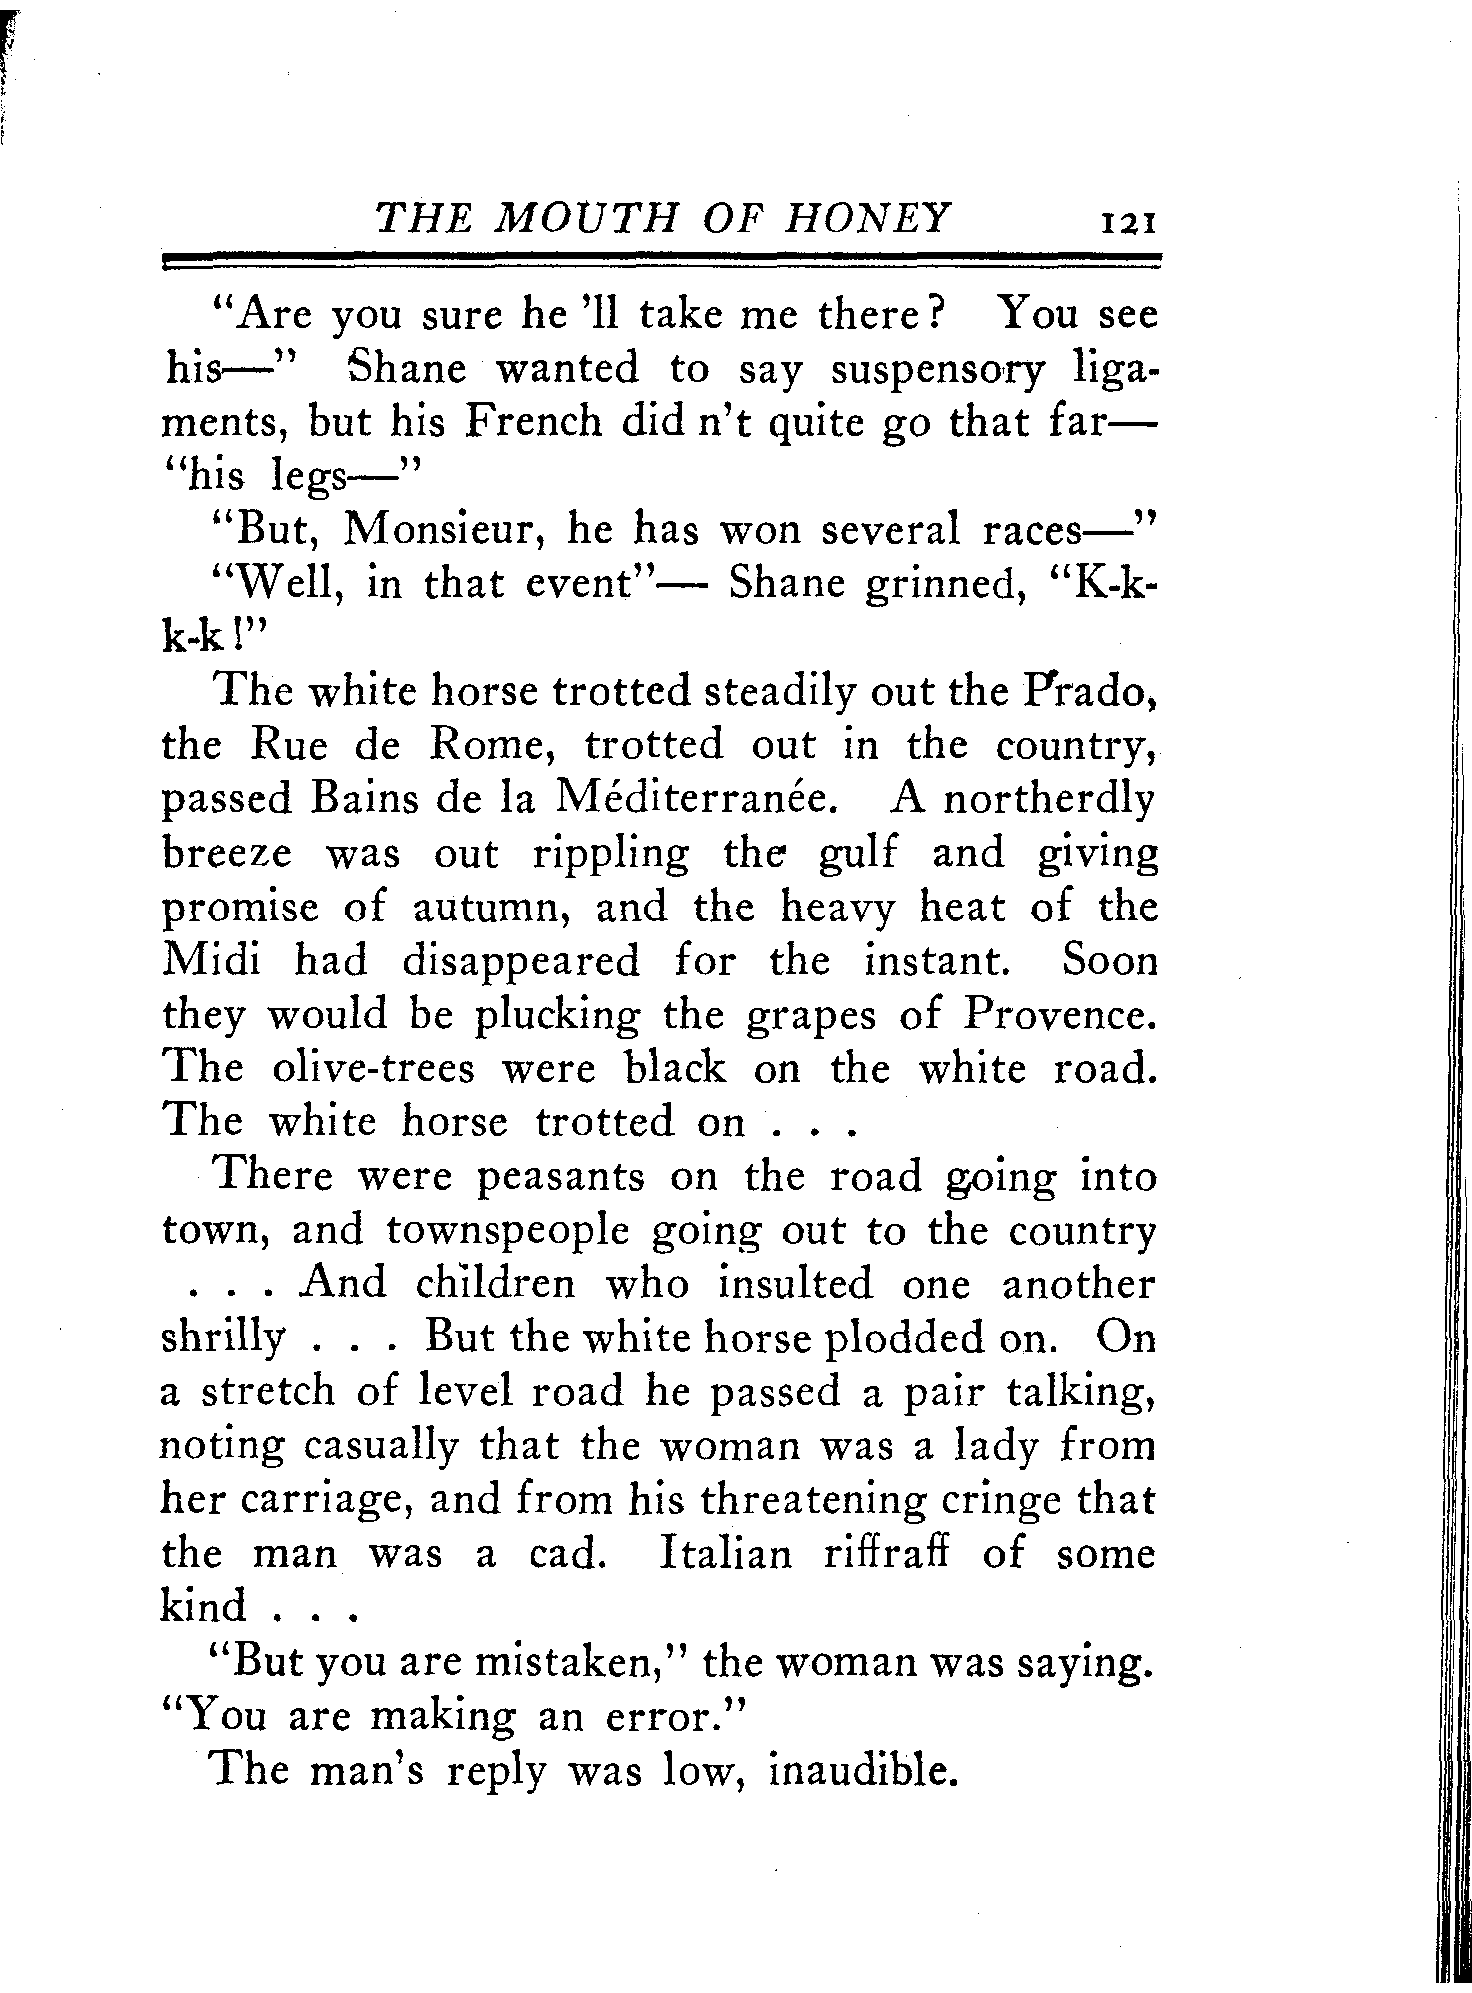 THE MOUTH OF HONEY 121
“Are you sure he ’ll take me there? You see
his—” Shane wanted to say suspensory liga-
ments, but his French did n’t quite go that far—
“his legs—”
“But, Monsieur, he has won several races—”
“Well, in that event”— Shane grinned, “K-k-
k-k!”
The white horse trotted steadily out the Prado,
the Rue de Rome, trotted out in the country,
passed Bains de la Méditerranée. A northerdly
breeze was out rippling the gulf and giving
promise of autumn, and the heavy heat of the
Midi had disappeared for the instant. Soon
they would be plucking the grapes of Provence.
The olive-trees were black on the white road.
The white horse trotted on . . .
There were peasants on the road going into
town, and townspeople going out to the country
. . . And children who insulted one another
shrilly . . . But the white horse plodded on. On
a stretch of level road he passed a pair talking,
noting casually that the woman was a lady from
her carriage, and from his threatening cringe that
the man was a cad. Italian riffraff of some
kind . . .
“But you are mistaken,” the woman was saying.
“You are making an error.”
The man’s reply was low, inaudible.